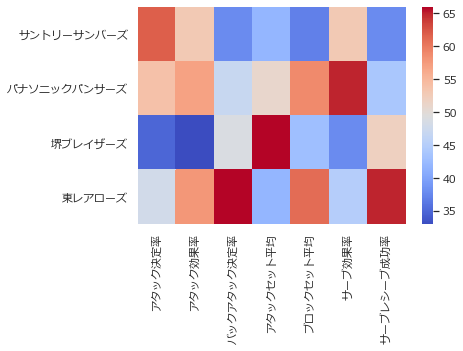 サントリーサンバーズ
パナソニックパンサーズ
堺ブレイザーズ
東レアローズ
65
60
55
50
45
40
35
アタック決定率
アタック効果率
バックアタック決定率
アタックセット平均
ブロックセット平均
サーブ効果率
サーブレシーブ成功率